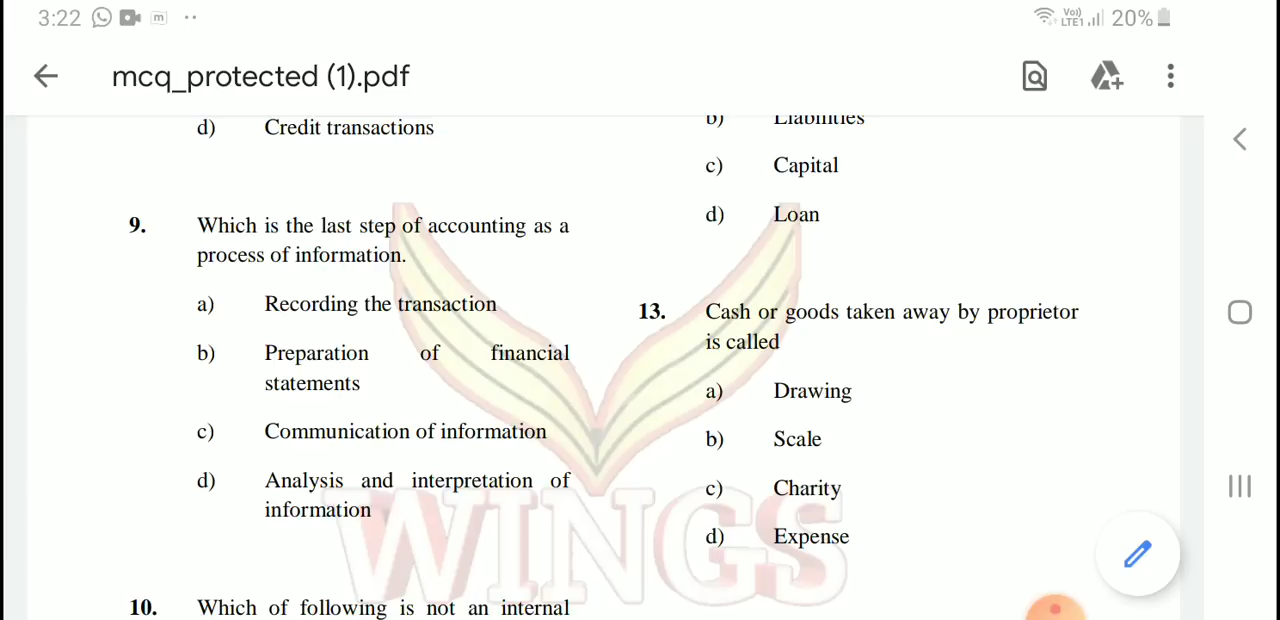 3:22
Vo)
LTE1
20%
mcq_protected (1).pdf
d) Credit transactions
9. Which is the last step of accounting as a
process of information.
a) Recording the transaction
b) Preparation of financial
statements
c) Communication of information
d) Analysis and interpretation of
information
10. Which of following is not an internal
b) Liabilities
c) Capital
d) Loan
13. Cash or goods taken away by proprietor
is called
a) Drawing
b) Scale
c) Charity
d) Expense
WINGS